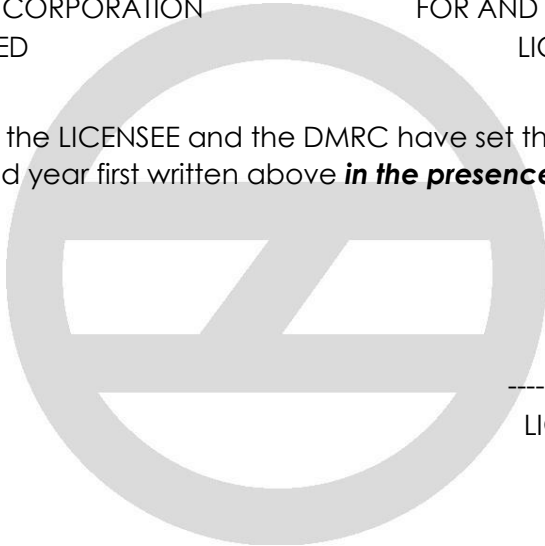 CORPORATION FOR AND
ED LIC
the LICENSEE and the DMRC have set th
d year first written above in the presence
----
LI